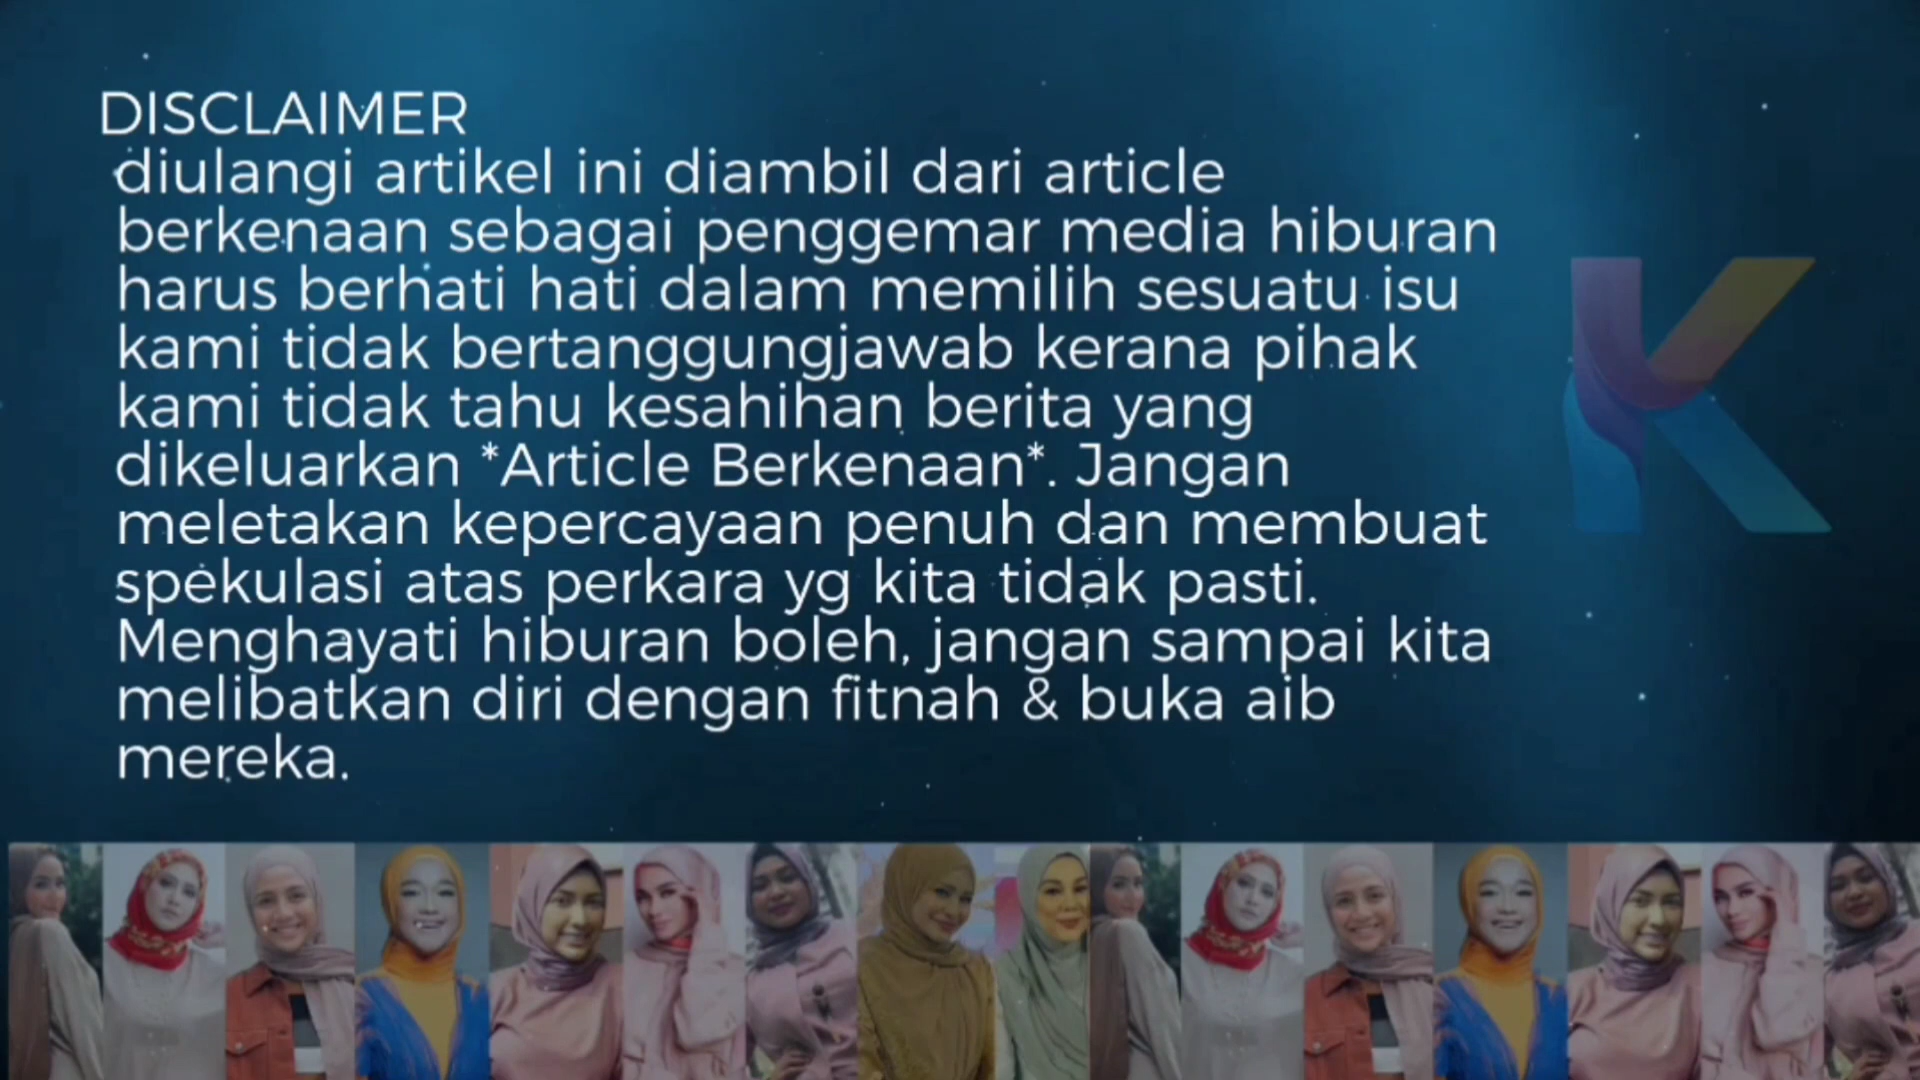 DISCLAIMER
diulangi artikel ini diambil dari article
berkenaan sebagai penggemar media hiburan
harus berhati hati dalam memilih sesuatu isu
kami tidak bertanggungjawab kerana pihak
kami tidak tahu kesahihan berita yang
dikeluarkan *Article Berkenaan*. Jangan
meletakan kepercayaan penuh dan membuat
spekulasi atas perkara yg kita tidak pasti.
Menghayati hiburan boleh, jangan sampai kita
melibatkan diri dengan fitnah & buka aib
mereka.
K